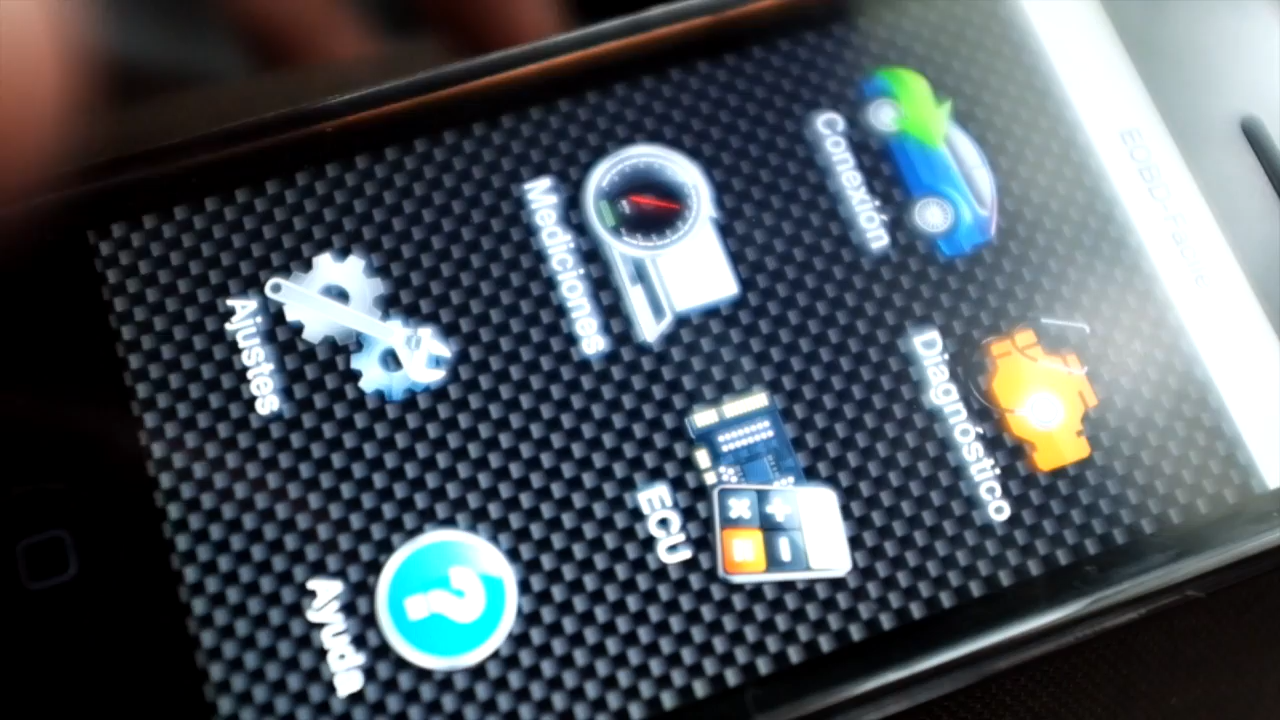 Conexión
Diagnóstico
Mediciones
ECU
Ajustes
Ayuda